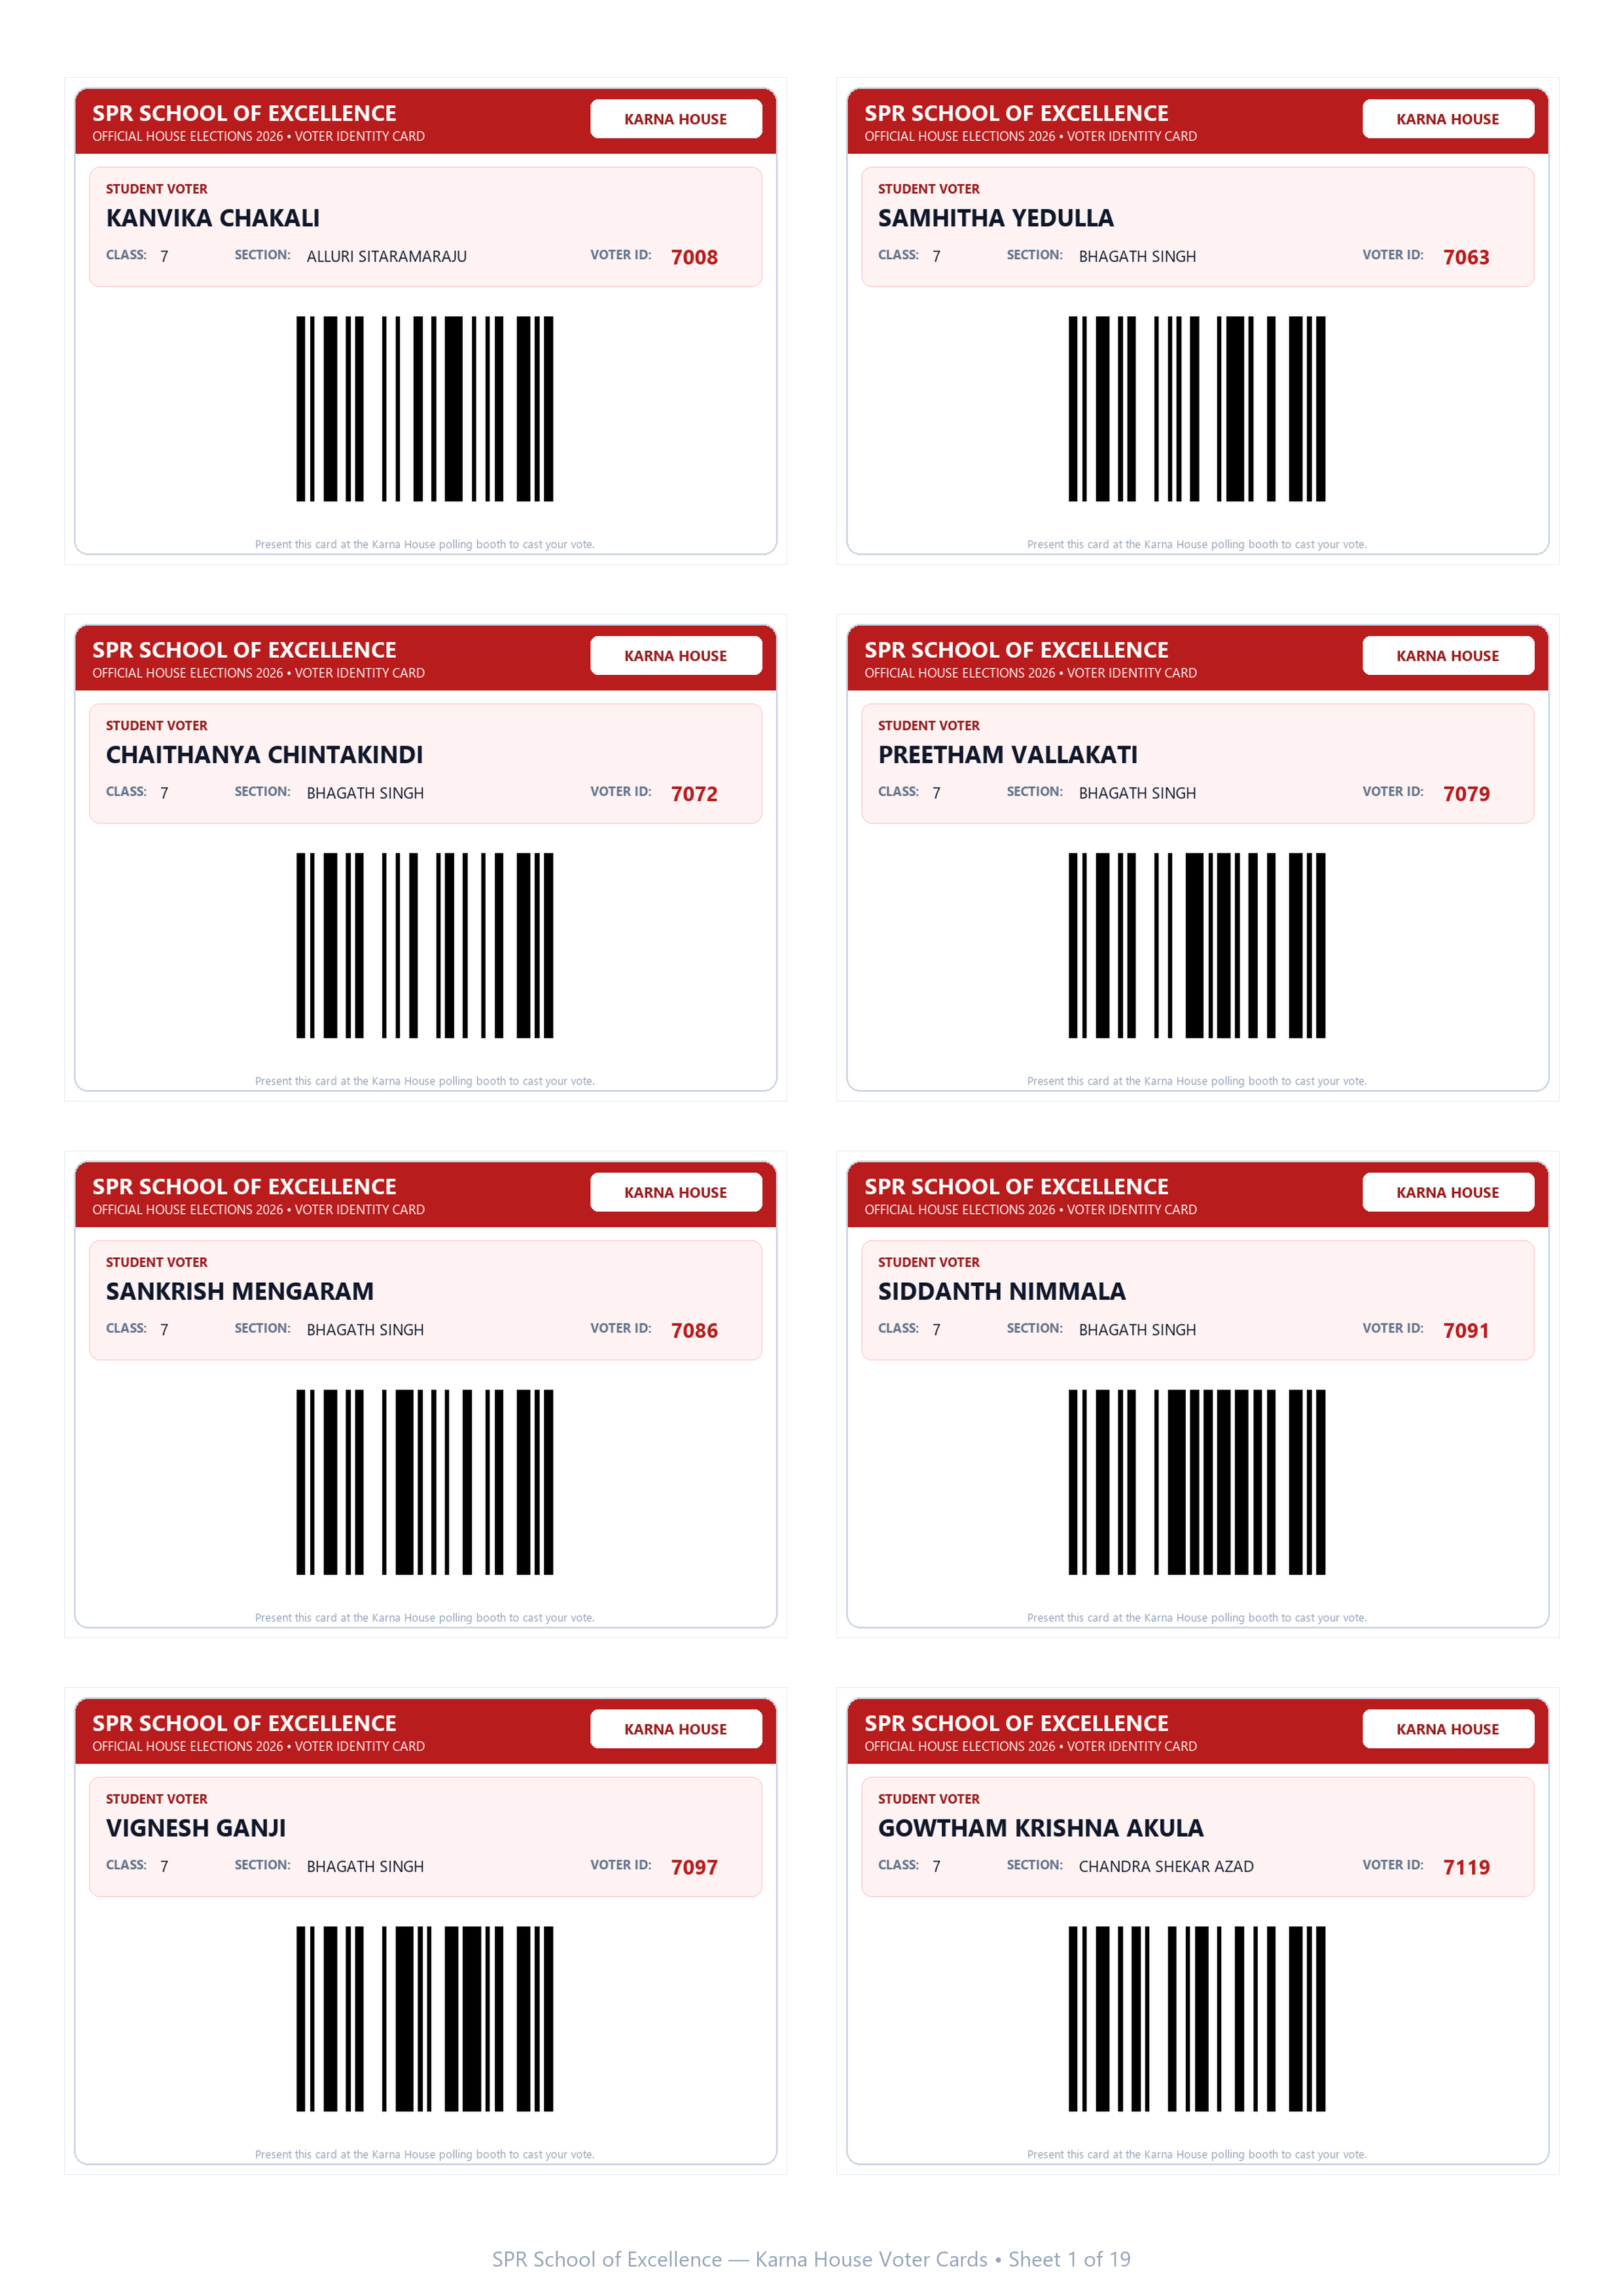 SPR SCHOOL OF EXCELLENCE
OFFICIAL HOUSE ELECTIONS 2026 • VOTER IDENTITY CARD
KARNA HOUSE
STUDENT VOTER
KANVIKA CHAKALI
CLASS: 7 SECTION: ALLURI SITARAMARAJU VOTER ID: 7008
Present this card at the Karna House polling booth to cast your vote.
SPR SCHOOL OF EXCELLENCE
OFFICIAL HOUSE ELECTIONS 2026 • VOTER IDENTITY CARD
KARNA HOUSE
STUDENT VOTER
SAMHITHA YEDULLA
CLASS: 7 SECTION: BHAGATH SINGH VOTER ID: 7063
Present this card at the Karna House polling booth to cast your vote.
SPR SCHOOL OF EXCELLENCE
OFFICIAL HOUSE ELECTIONS 2026 • VOTER IDENTITY CARD
KARNA HOUSE
STUDENT VOTER
CHAITHANYA CHINTAKINDI
CLASS: 7 SECTION: BHAGATH SINGH VOTER ID: 7072
Present this card at the Karna House polling booth to cast your vote.
SPR SCHOOL OF EXCELLENCE
OFFICIAL HOUSE ELECTIONS 2026 • VOTER IDENTITY CARD
KARNA HOUSE
STUDENT VOTER
PREETHAM VALLAKATI
CLASS: 7 SECTION: BHAGATH SINGH VOTER ID: 7079
Present this card at the Karna House polling booth to cast your vote.
SPR SCHOOL OF EXCELLENCE
OFFICIAL HOUSE ELECTIONS 2026 • VOTER IDENTITY CARD
KARNA HOUSE
STUDENT VOTER
SANKRISH MENGARAM
CLASS: 7 SECTION: BHAGATH SINGH VOTER ID: 7086
Present this card at the Karna House polling booth to cast your vote.
SPR SCHOOL OF EXCELLENCE
OFFICIAL HOUSE ELECTIONS 2026 • VOTER IDENTITY CARD
KARNA HOUSE
STUDENT VOTER
SIDDANTH NIMMALA
CLASS: 7 SECTION: BHAGATH SINGH VOTER ID: 7091
Present this card at the Karna House polling booth to cast your vote.
SPR SCHOOL OF EXCELLENCE
OFFICIAL HOUSE ELECTIONS 2026 • VOTER IDENTITY CARD
KARNA HOUSE
STUDENT VOTER
VIGNESH GANJI
CLASS: 7 SECTION: BHAGATH SINGH VOTER ID: 7097
Present this card at the Karna House polling booth to cast your vote.
SPR SCHOOL OF EXCELLENCE
OFFICIAL HOUSE ELECTIONS 2026 • VOTER IDENTITY CARD
KARNA HOUSE
STUDENT VOTER
GOWTHAM KRISHNA AKULA
CLASS: 7 SECTION: CHANDRA SHEKAR AZAD VOTER ID: 7119
Present this card at the Karna House polling booth to cast your vote.
SPR School of Excellence — Karna House Voter Cards • Sheet 1 of 19